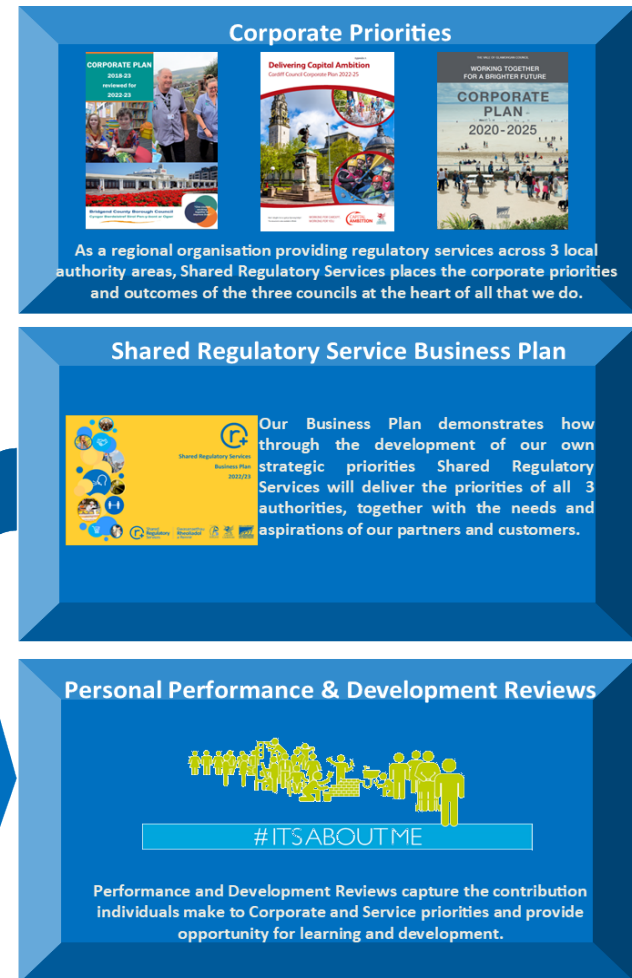 Corporate Priorities
CORPORATE PLAN
2018-23
reviewed for
2022-23
Bridgend County Borough Council
Delivering Capital Ambition
Cardiff Council Corporate Plan 2022-25
CAPITAL
AMBITION
WORKING TOGETHER
FOR A BRIGHTER FUTURE
CORPORATE
PLAN
2020-2025
As a regional organisation providing regulatory services across 3 local
authority areas, Shared Regulatory Services places the corporate priorities
and outcomes of the three councils at the heart of all that we do.
Shared Regulatory Service Business Plan
Shared Regulatory Services
Business Plan
2022/23
Shared
Regulatory
Services
Our Business Plan demonstrates how
through the development of our own
strategic priorities Shared Regulatory
Services will deliver the priorities of all 3
authorities, together with the needs and
aspirations of our partners and customers.
Personal Performance & Development Reviews
#ITSABOUTME
Performance and Development Reviews capture the contribution
individuals make to Corporate and Service priorities and provide
opportunity for learning and development.